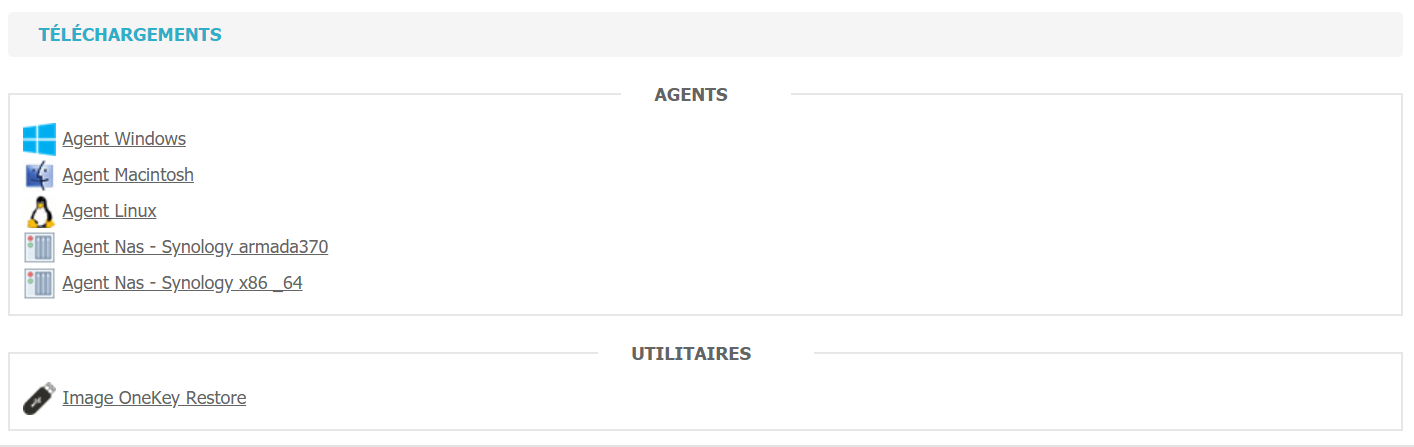 TÉLÉCHARGEMENTS
AGENTS
Agent Windows
Agent Macintosh
Agent Linux
Agent Nas - Synology armada370
Agent Nas - Synology x86 _64
UTILITAIRES
Image OneKey Restore